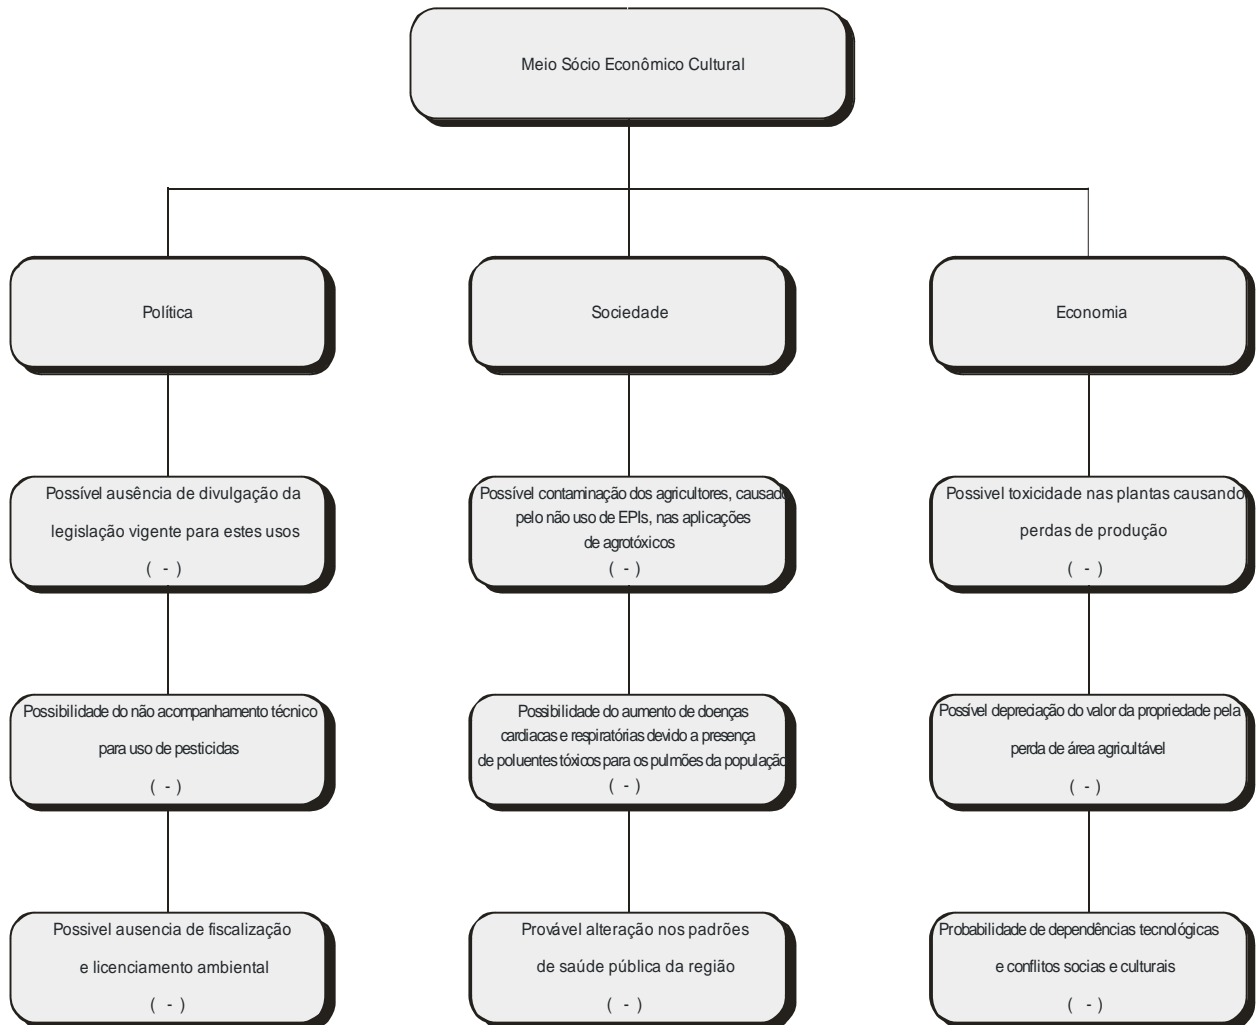 Meio Sócio Econômico Cultural
Política
Sociedade
Economia
Possível ausência de divulgação da
legislação vigente para estes usos
( - )
Possível contaminação dos agricultores, causado
pelo não uso de EPIs, nas aplicações
de agrotóxicos
( - )
Possivel toxicidade nas plantas causando
perdas de produção
( - )
Possibilidade do não acompanhamento técnico
para uso de pesticidas
( - )
Possibilidade do aumento de doenças
cardiacas e respiratórias devido a presença
de poluentes tóxicos para os pulmões da população
( - )
Possível depreciação do valor da propriedade pela
perda de área agricultável
( - )
Possivel ausencia de fiscalização
e licenciamento ambiental
( - )
Provável alteração nos padrões
de saúde pública da região
( - )
Probabilidade de dependências tecnológicas
e conflitos socias e culturais
( - )